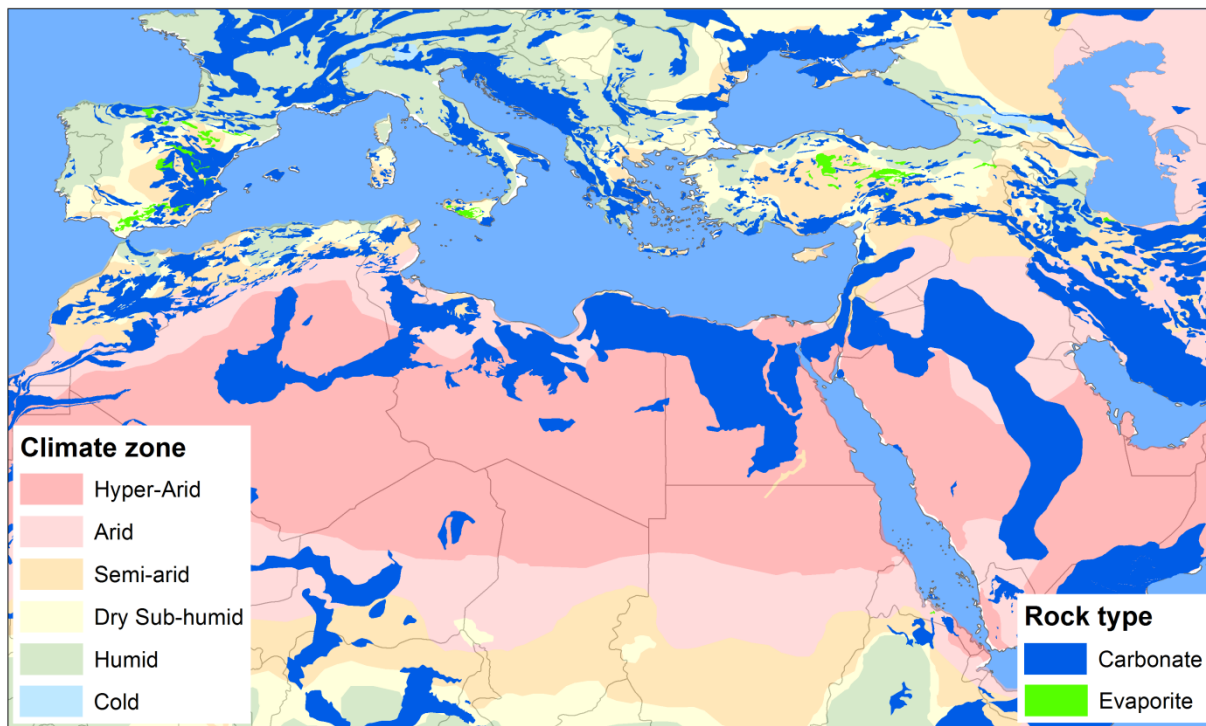 Climate zone
Hyper-Arid
Arid
Semi-arid
Dry Sub-humid
Humid
Cold
Rock type
Carbonate
Evaporite